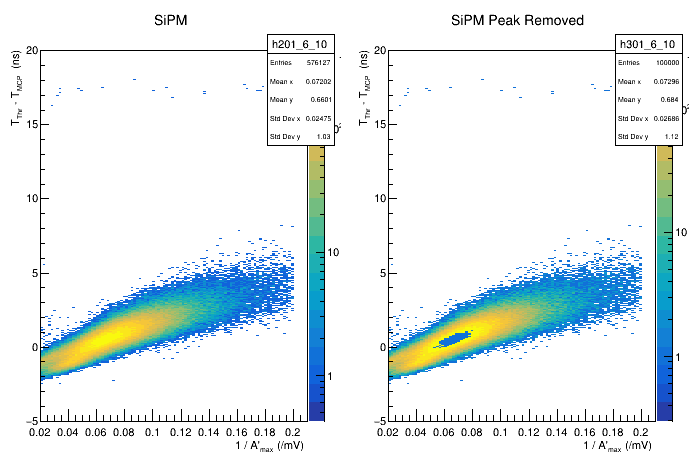 SiPM
SiPM Peak Removed
h201_6_10
Entries 576127
Mean x 0.07202
Mean y 0.6601
Std Dev x 0.02475
Std Dev y 1.03
h301_6_10
Entries 100000
Mean x 0.07296
Mean y 0.684
Std Dev x 0.02686
Std Dev y 1.12
T_Thr - T_MCP (ns)
20
15
10
5
0
−5
0.02 0.04 0.06 0.08 0.1 0.12 0.14 0.16 0.18 0.2
1 / A'_max (/mV)
10
1
T_Thr - T_MCP (ns)
20
15
10
5
0
−5
0.02 0.04 0.06 0.08 0.1 0.12 0.14 0.16 0.18 0.2
1 / A'_max (/mV)
10
1